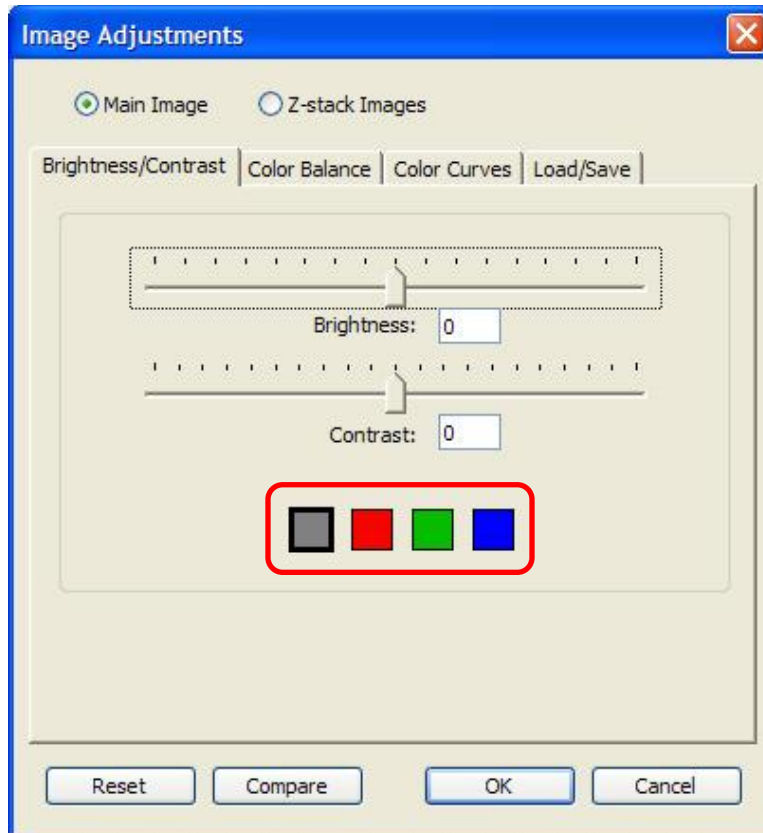 Image Adjustments
Main Image Z-stack Images
Brightness/Contrast Color Balance Color Curves Load/Save
Brightness: 0
Contrast: 0
Reset Compare OK Cancel